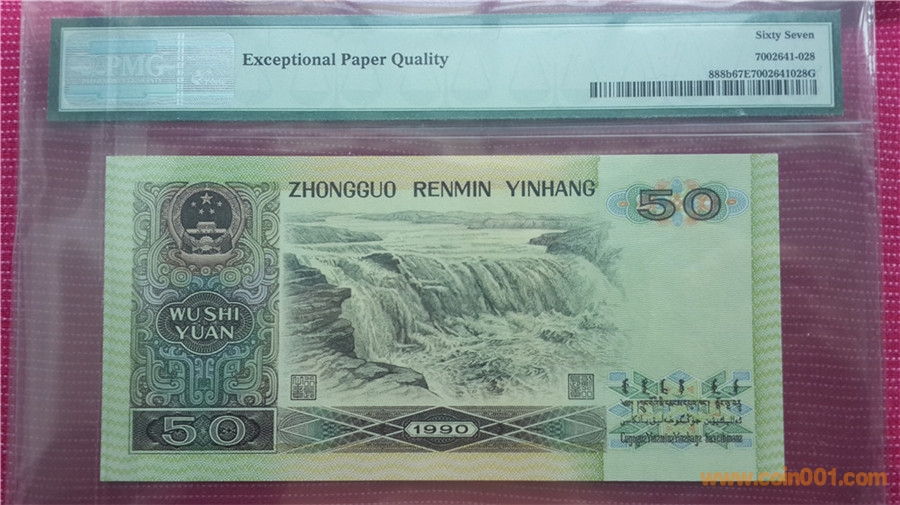 PMG
Exceptional Paper Quality
Sixty Seven
7002641-028
888b67E7002641028G
ZHONGGUO RENMIN YINHANG
50
WU SHI
YUAN
50
1990
www.coin001.com